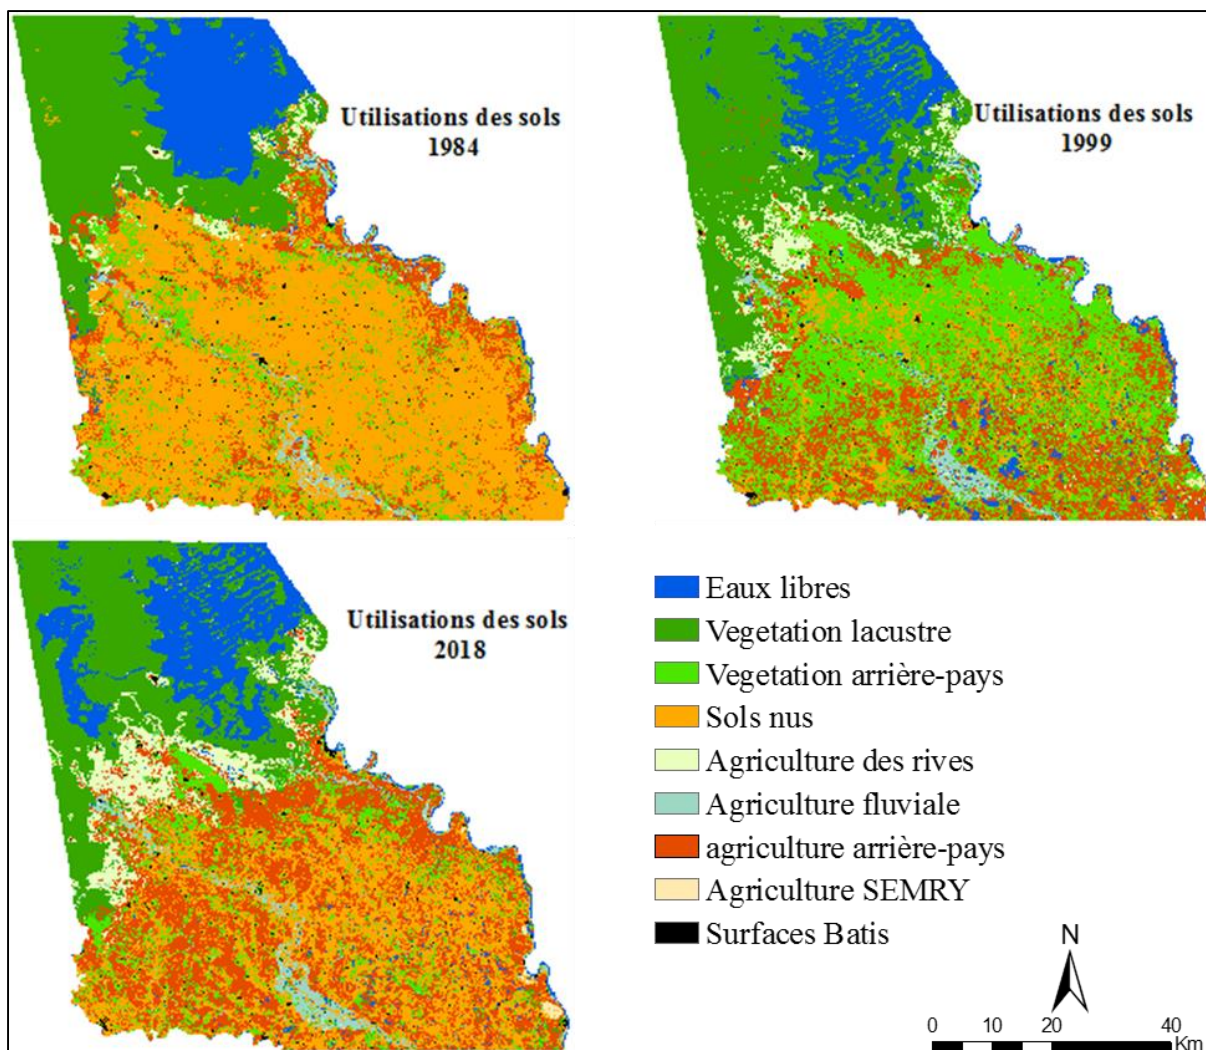 Utilisations des sols
1984
Utilisations des sols
1999
Utilisations des sols
2018
Eaux libres
Vegetation lacustre
Vegetation arrière-pays
Sols nus
Agriculture des rives
Agriculture fluviale
agriculture arrière-pays
Agriculture SEMRY
Surfaces Batis
N
0 10 20 40
Km